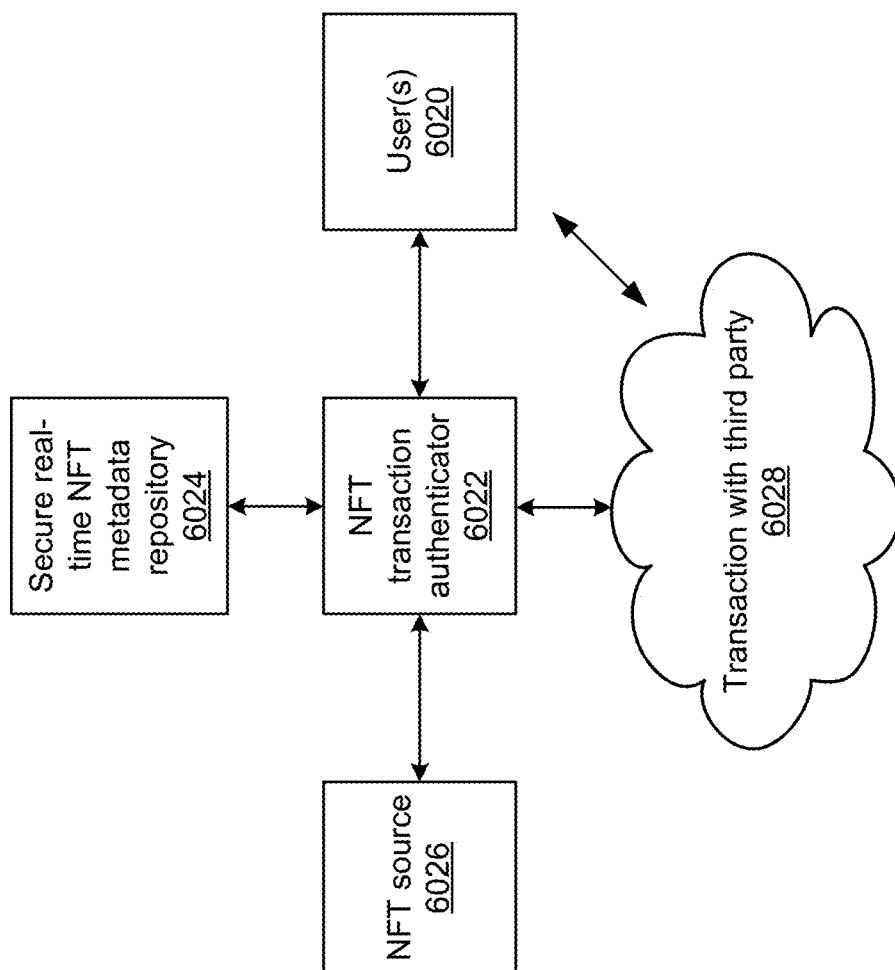 Secure real-
time NFT
metadata
repository
6024
NFT source
6026
NFT
transaction
authenticator
6022
User(s)
6020
Transaction with third party
6028